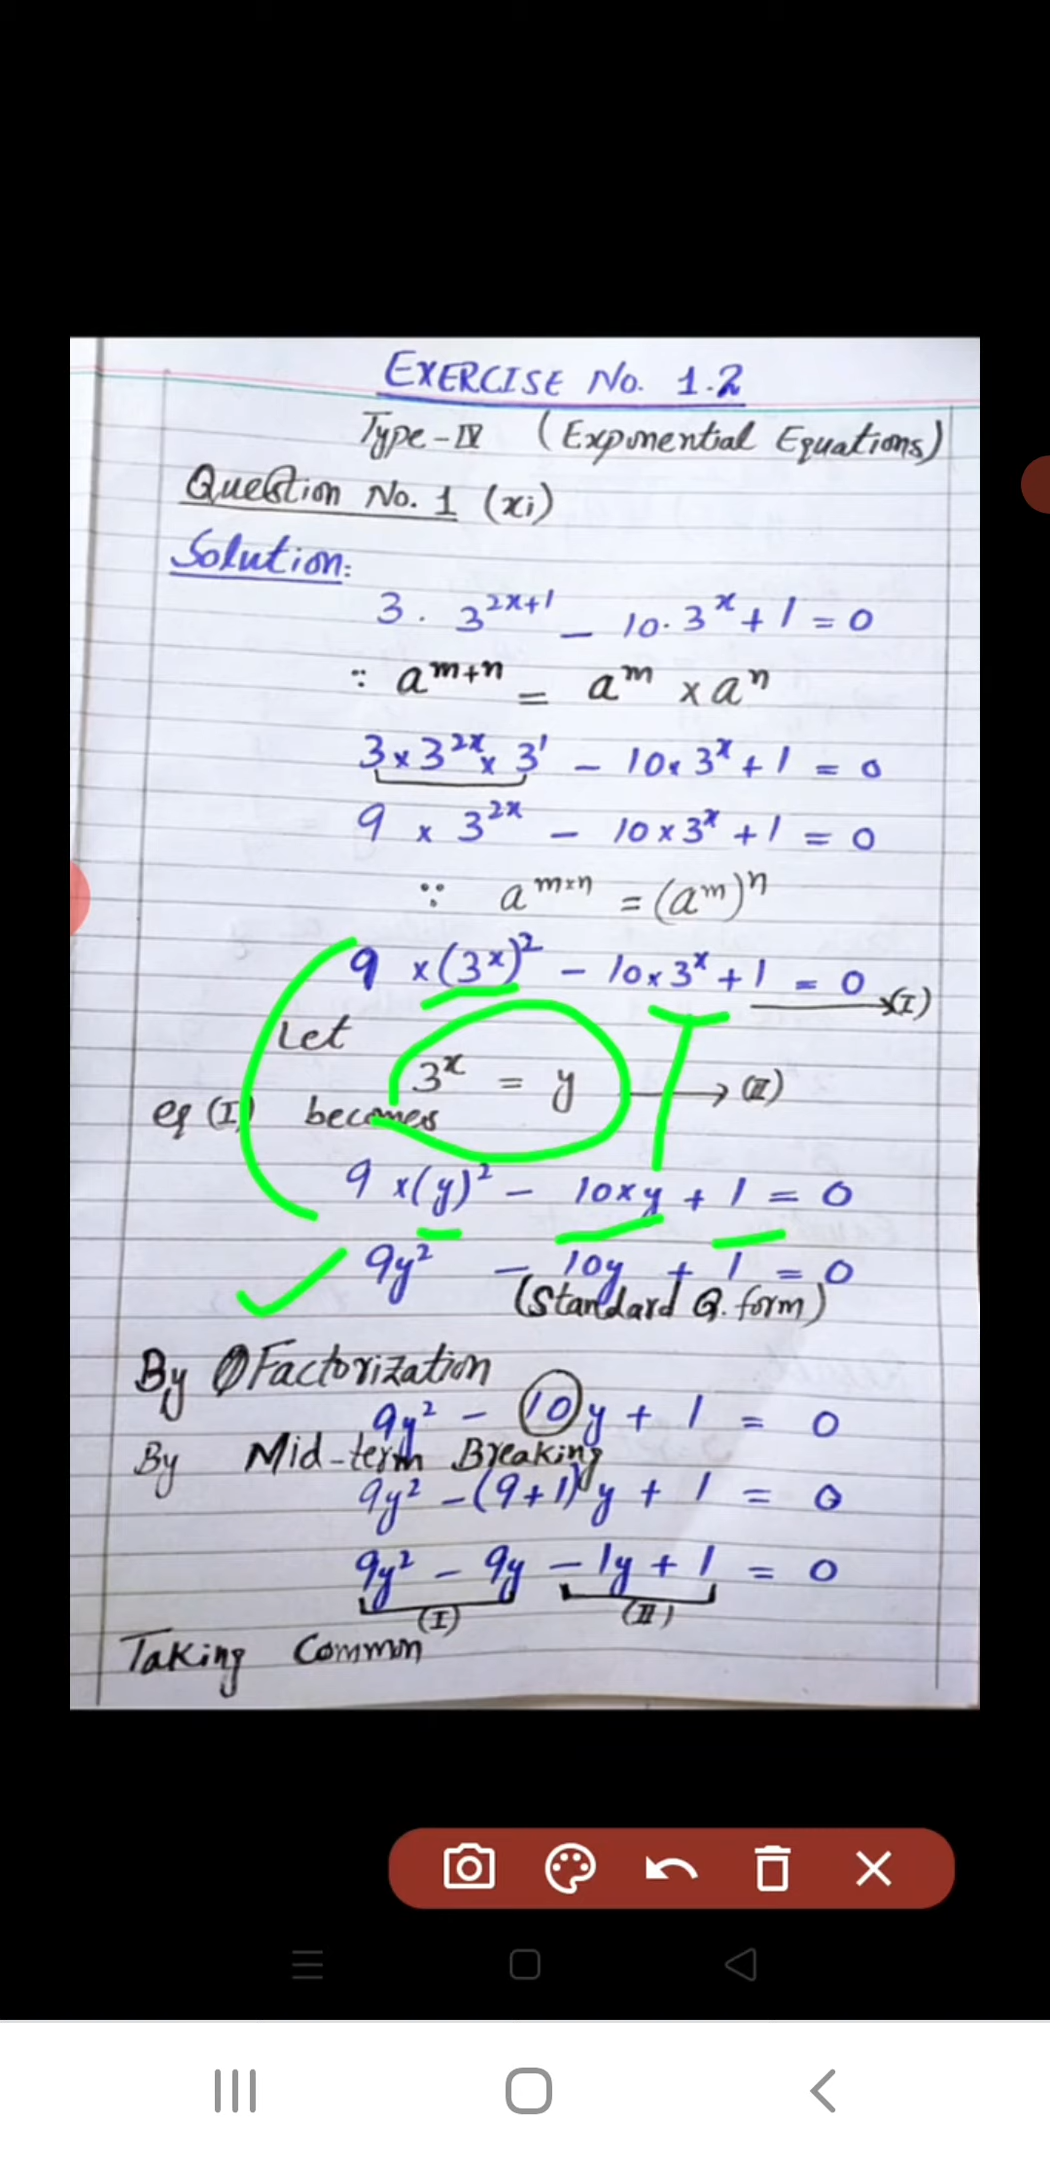 EXERCISE No. 1.2
Type-IV (Exponential Equations)
Question No. 1 (xi)
Solution:
3 . 3^{2x+1} - 10. 3^x + 1 = 0
∵ a^{m+n} = a^m × a^n
3 × 3^{2x} × 3^1 - 10 × 3^x + 1 = 0
9 × 3^{2x} - 10 × 3^x + 1 = 0
∵ a^{m×n} = (a^m)^n
9 × (3^x)^2 - 10 × 3^x + 1 = 0 → (I)
Let
3^x = y → (II)
eq (I) becomes
9 × (y)^2 - 10 × y + 1 = 0
9y^2 - 10y + 1 = 0
(Standard Q. form)
By Factorization
9y^2 - 10y + 1 = 0
By Mid-term Breaking
9y^2 - (9+1)y + 1 = 0
9y^2 - 9y - 1y + 1 = 0
(I) (II)
Taking Common